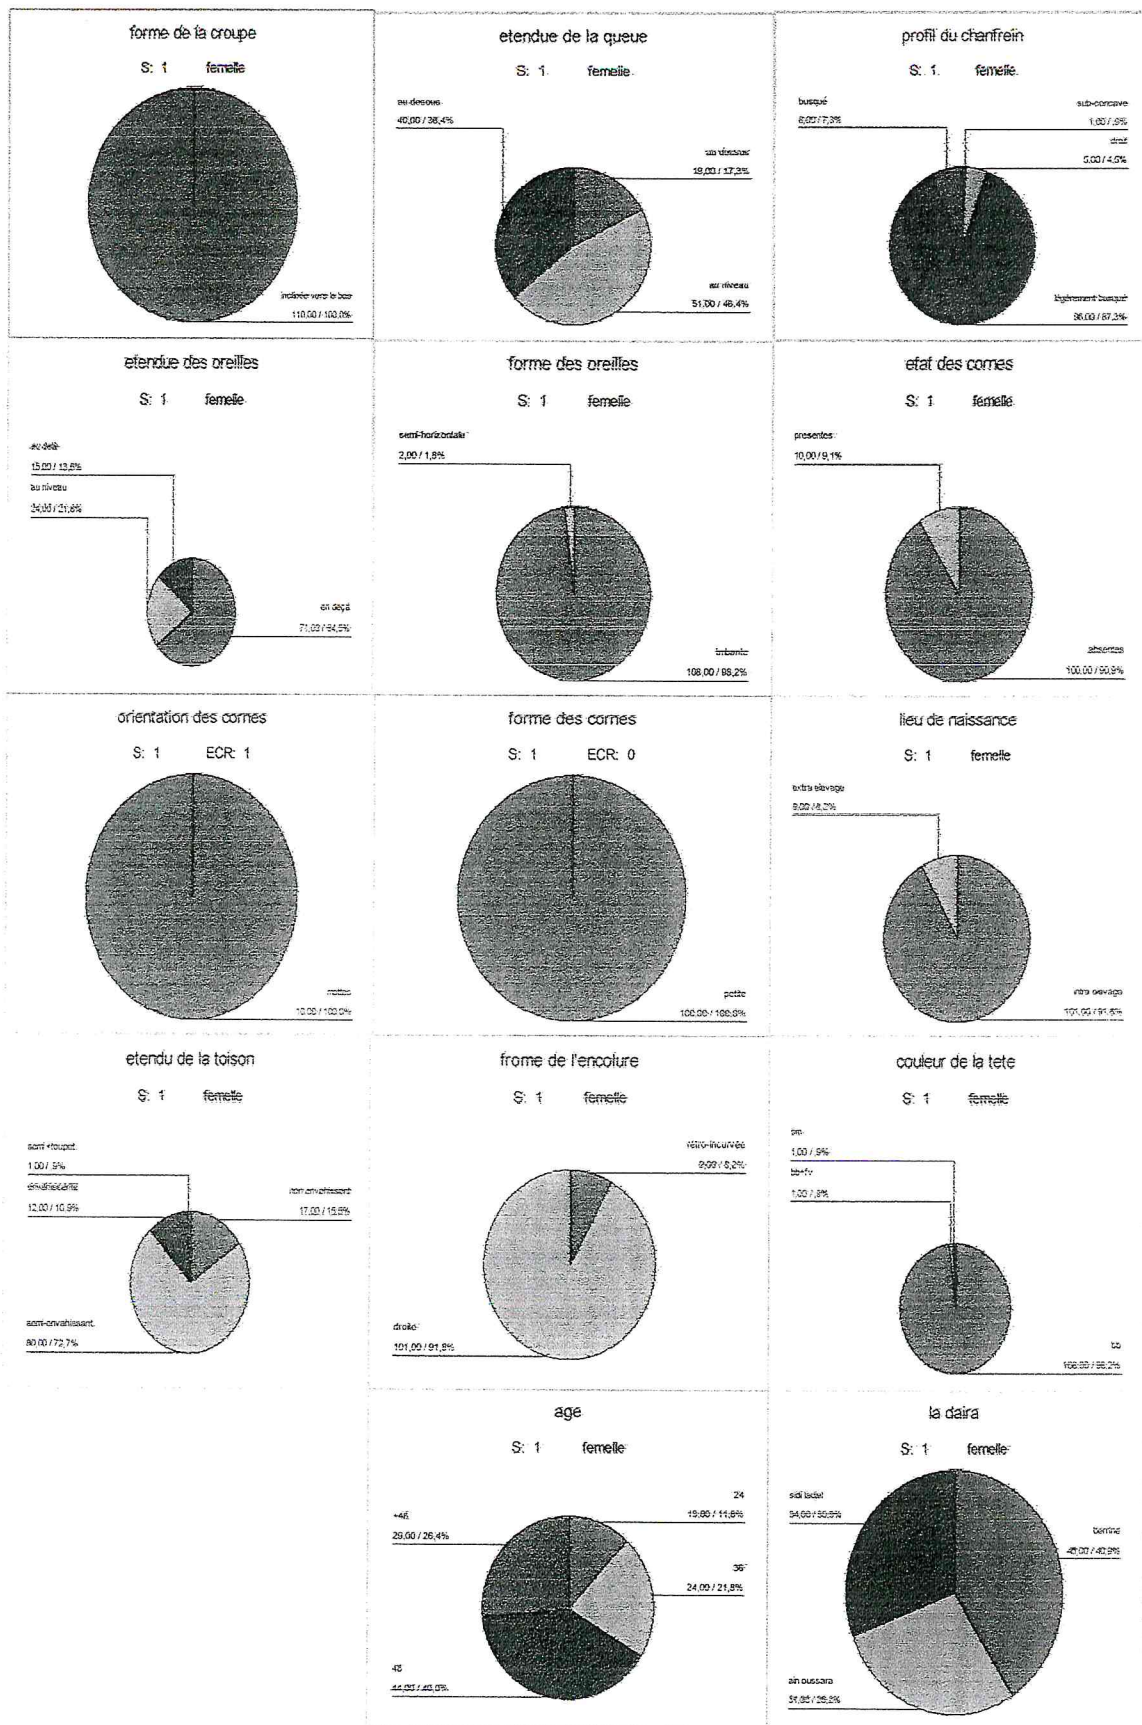 forme de la croupe
S: 1 femelle
inclinée vers le bas
110,00 / 100,0%
etendue de la queue
S: 1 femelle
au-dessous
40,00 / 36,4%
au dessus
19,00 / 17,3%
au niveau
51,00 / 46,4%
profil du chanfrein
S: 1 femelle
busqué
8,00 / 7,3%
sub-concave
1,00 / ,9%
droit
5,00 / 4,5%
légèrement busqué
96,00 / 87,3%
etendue des oreilles
S: 1 femelle
au delà
15,00 / 13,6%
au niveau
24,00 / 21,8%
en deçà
71,00 / 64,5%
forme des oreilles
S: 1 femelle
semi-horizontale
2,00 / 1,8%
tmbante
108,00 / 98,2%
etat des cornes
S: 1 femelle
presentes
10,00 / 9,1%
absentes
100,00 / 90,9%
orientation des cornes
S: 1 ECR: 1
10,00 / 100,0%
forme des cornes
S: 1 ECR: 0
petite
100,00 / 100,0%
lieu de naissance
S: 1 femelle
extra elevage
9,00 / 8,2%
intra elevage
101,00 / 91,8%
etendu de la toison
S: 1 femelle
semi +toupet
1,00 / ,9%
envahissante
12,00 / 10,9%
non envahissant
17,00 / 15,5%
semi-envahissant
80,00 / 72,7%
frome de l'encolure
S: 1 femelle
rétro-incurvée
9,00 / 8,2%
droite
101,00 / 91,8%
couleur de la tete
S: 1 femelle
1,00 / ,9%
bb+fv
1,00 / ,9%
bb
108,00 / 98,2%
age
S: 1 femelle
24
13,00 / 11,8%
+48
29,00 / 26,4%
36
24,00 / 21,8%
48
44,00 / 40,0%
la daira
S: 1 femelle
sidi ladjel
34,00 / 30,9%
berrine
45,00 / 40,9%
ain oussara
31,00 / 28,2%